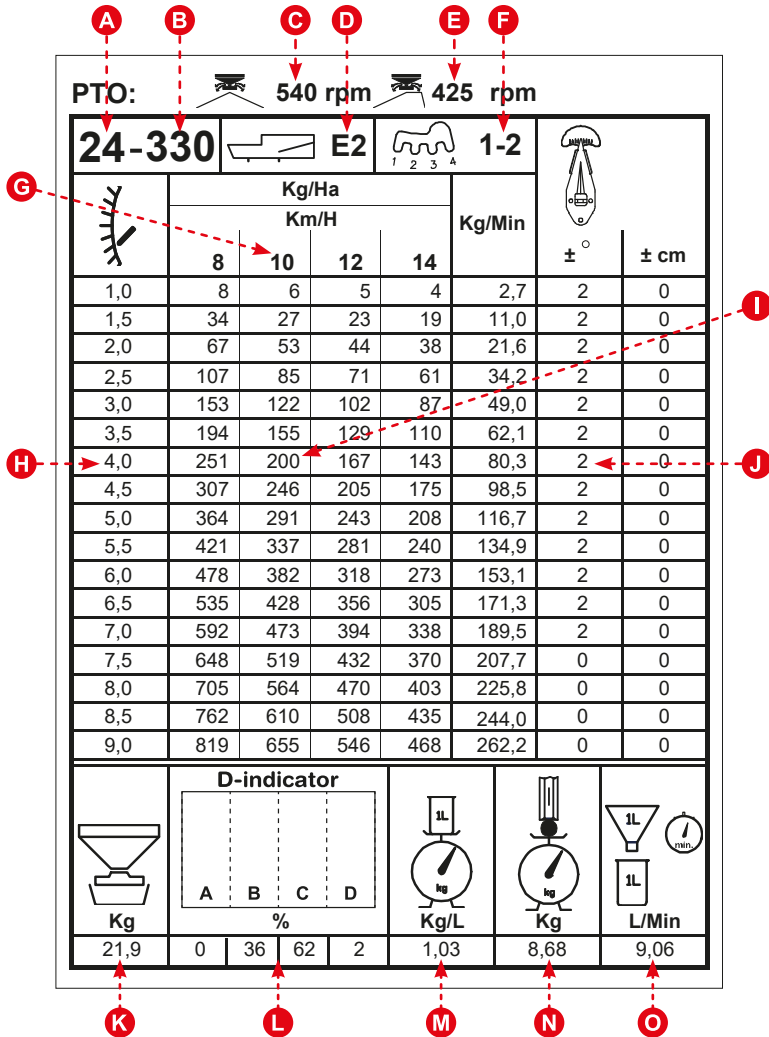 A B C D E F
PTO: 540 rpm 425 rpm
24-330 E2 1 2 3 4 1-2
G
Kg/Ha
Km/H Kg/Min
8 10 12 14 ± ° ± cm
1,0 8 6 5 4 2,7 2 0
I
1,5 34 27 23 19 11,0 2 0
2,0 67 53 44 38 21,6 2 0
2,5 107 85 71 61 34,2 2 0
3,0 153 122 102 87 49,0 2 0
3,5 194 155 129 110 62,1 2 0
H 4,0 251 200 167 143 80,3 2 0 J
4,5 307 246 205 175 98,5 2 0
5,0 364 291 243 208 116,7 2 0
5,5 421 337 281 240 134,9 2 0
6,0 478 382 318 273 153,1 2 0
6,5 535 428 356 305 171,3 2 0
7,0 592 473 394 338 189,5 2 0
7,5 648 519 432 370 207,7 0 0
8,0 705 564 470 403 225,8 0 0
8,5 762 610 508 435 244,0 0 0
9,0 819 655 546 468 262,2 0 0
D-indicator
1L 1L min.
A B C D kg kg 1L
Kg % Kg/L Kg L/Min
21,9 0 36 62 2 1,03 8,68 9,06
K L M N O